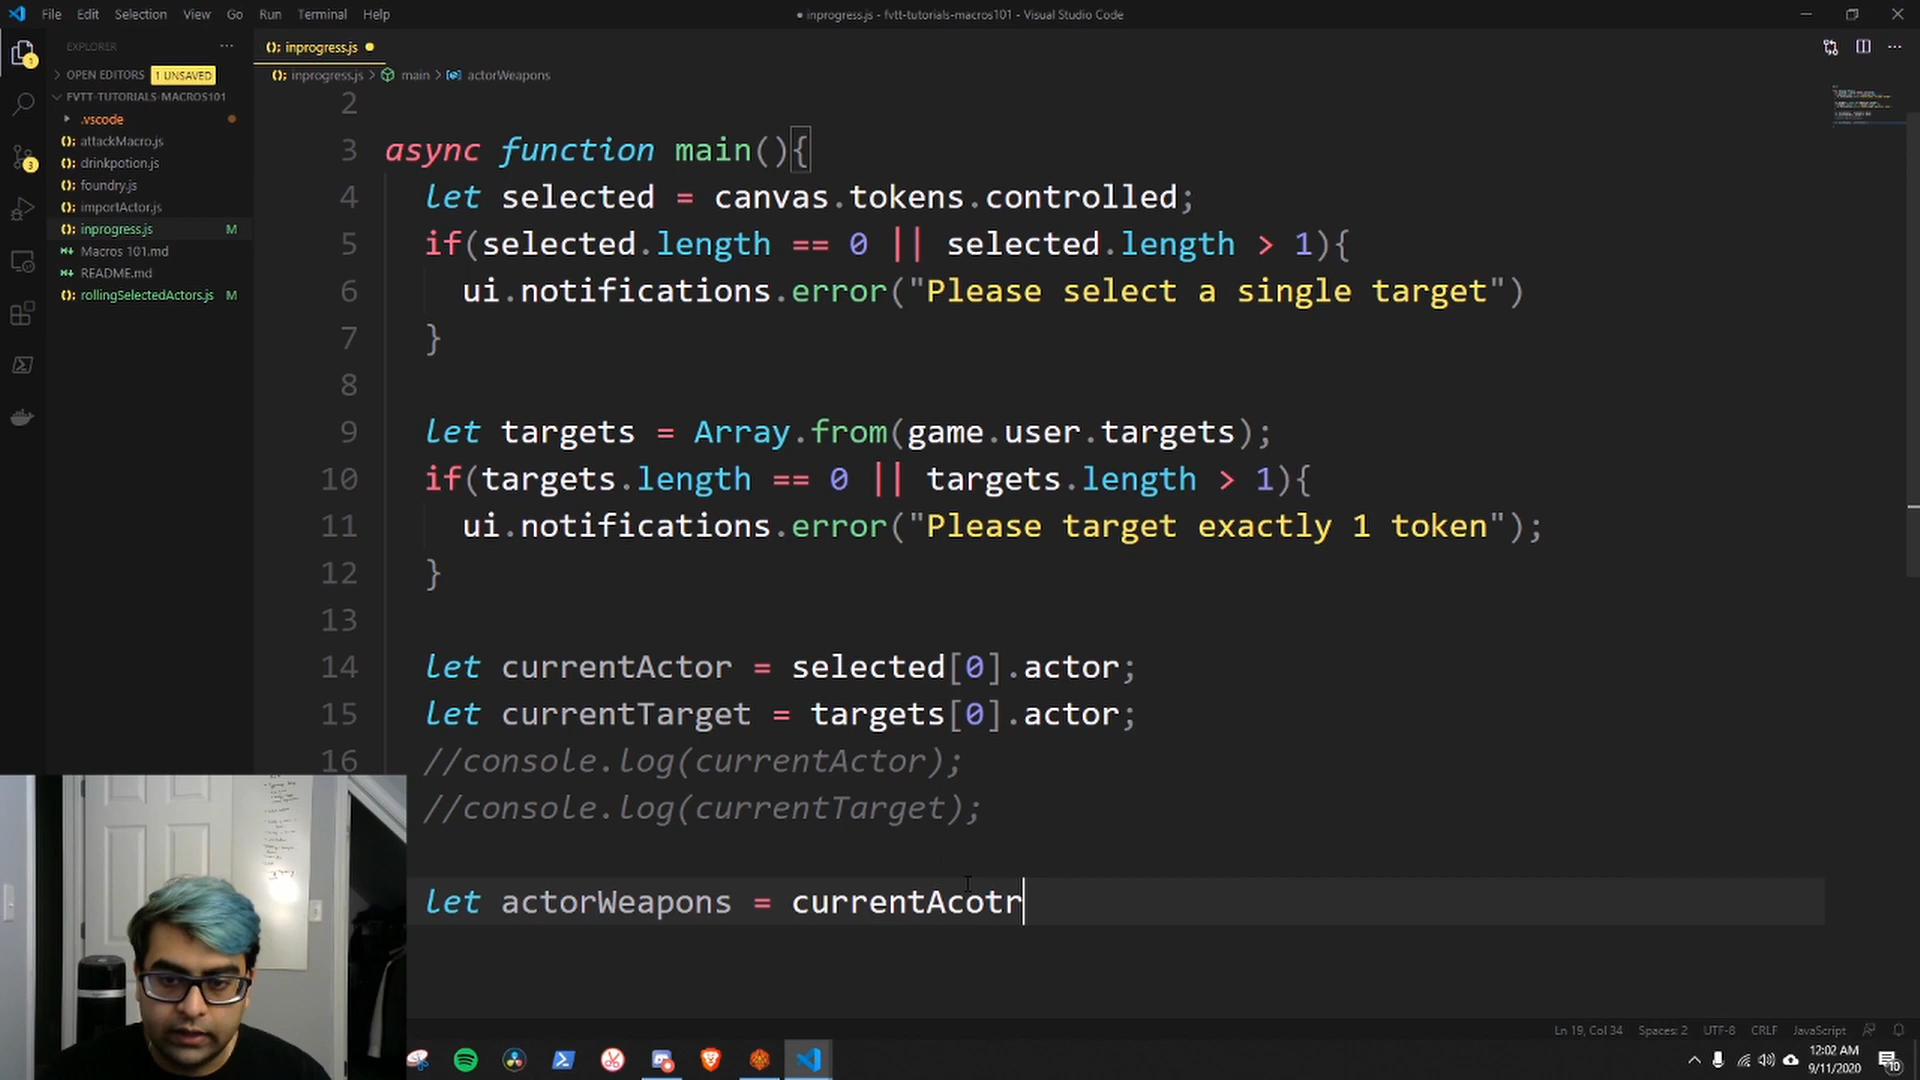 File Edit Selection View Go Run Terminal Help
● inprogress.js - fvtt-tutorials-macros101 - Visual Studio Code
EXPLORER
inprogress.js
OPEN EDITORS 1 UNSAVED
inprogress.js > main > actorWeapons
FVTT-TUTORIALS-MACROS101
.vscode
attackMacro.js
drinkpotion.js
foundry.js
importActor.js
inprogress.js M
Macros 101.md
README.md
rollingSelectedActors.js M
1
3
2
3 async function main(){
4 let selected = canvas.tokens.controlled;
5 if(selected.length == 0 || selected.length > 1){
6 ui.notifications.error("Please select a single target")
7 }
8
9 let targets = Array.from(game.user.targets);
10 if(targets.length == 0 || targets.length > 1){
11 ui.notifications.error("Please target exactly 1 token");
12 }
13
14 let currentActor = selected[0].actor;
15 let currentTarget = targets[0].actor;
16 //console.log(currentActor);
//console.log(currentTarget);
let actorWeapons = currentAcotr
Ln 19, Col 34 Spaces: 2 UTF-8 CRLF JavaScript
12:02 AM
9/11/2020
10